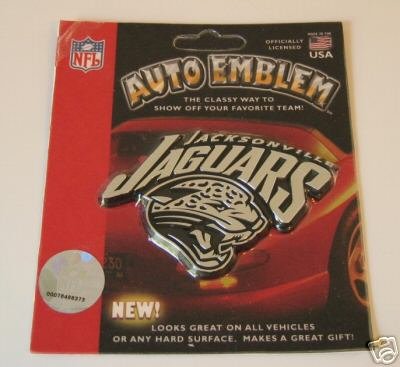 NFL
OFFICIALLY
LICENSED
MADE IN THE
USA
AUTO EMBLEM
THE CLASSY WAY TO
SHOW OFF YOUR FAVORITE TEAM!
JACKSONVILLE
JAGUARS
00078498373
NEW!
LOOKS GREAT ON ALL VEHICLES
OR ANY HARD SURFACE. MAKES A GREAT GIFT!